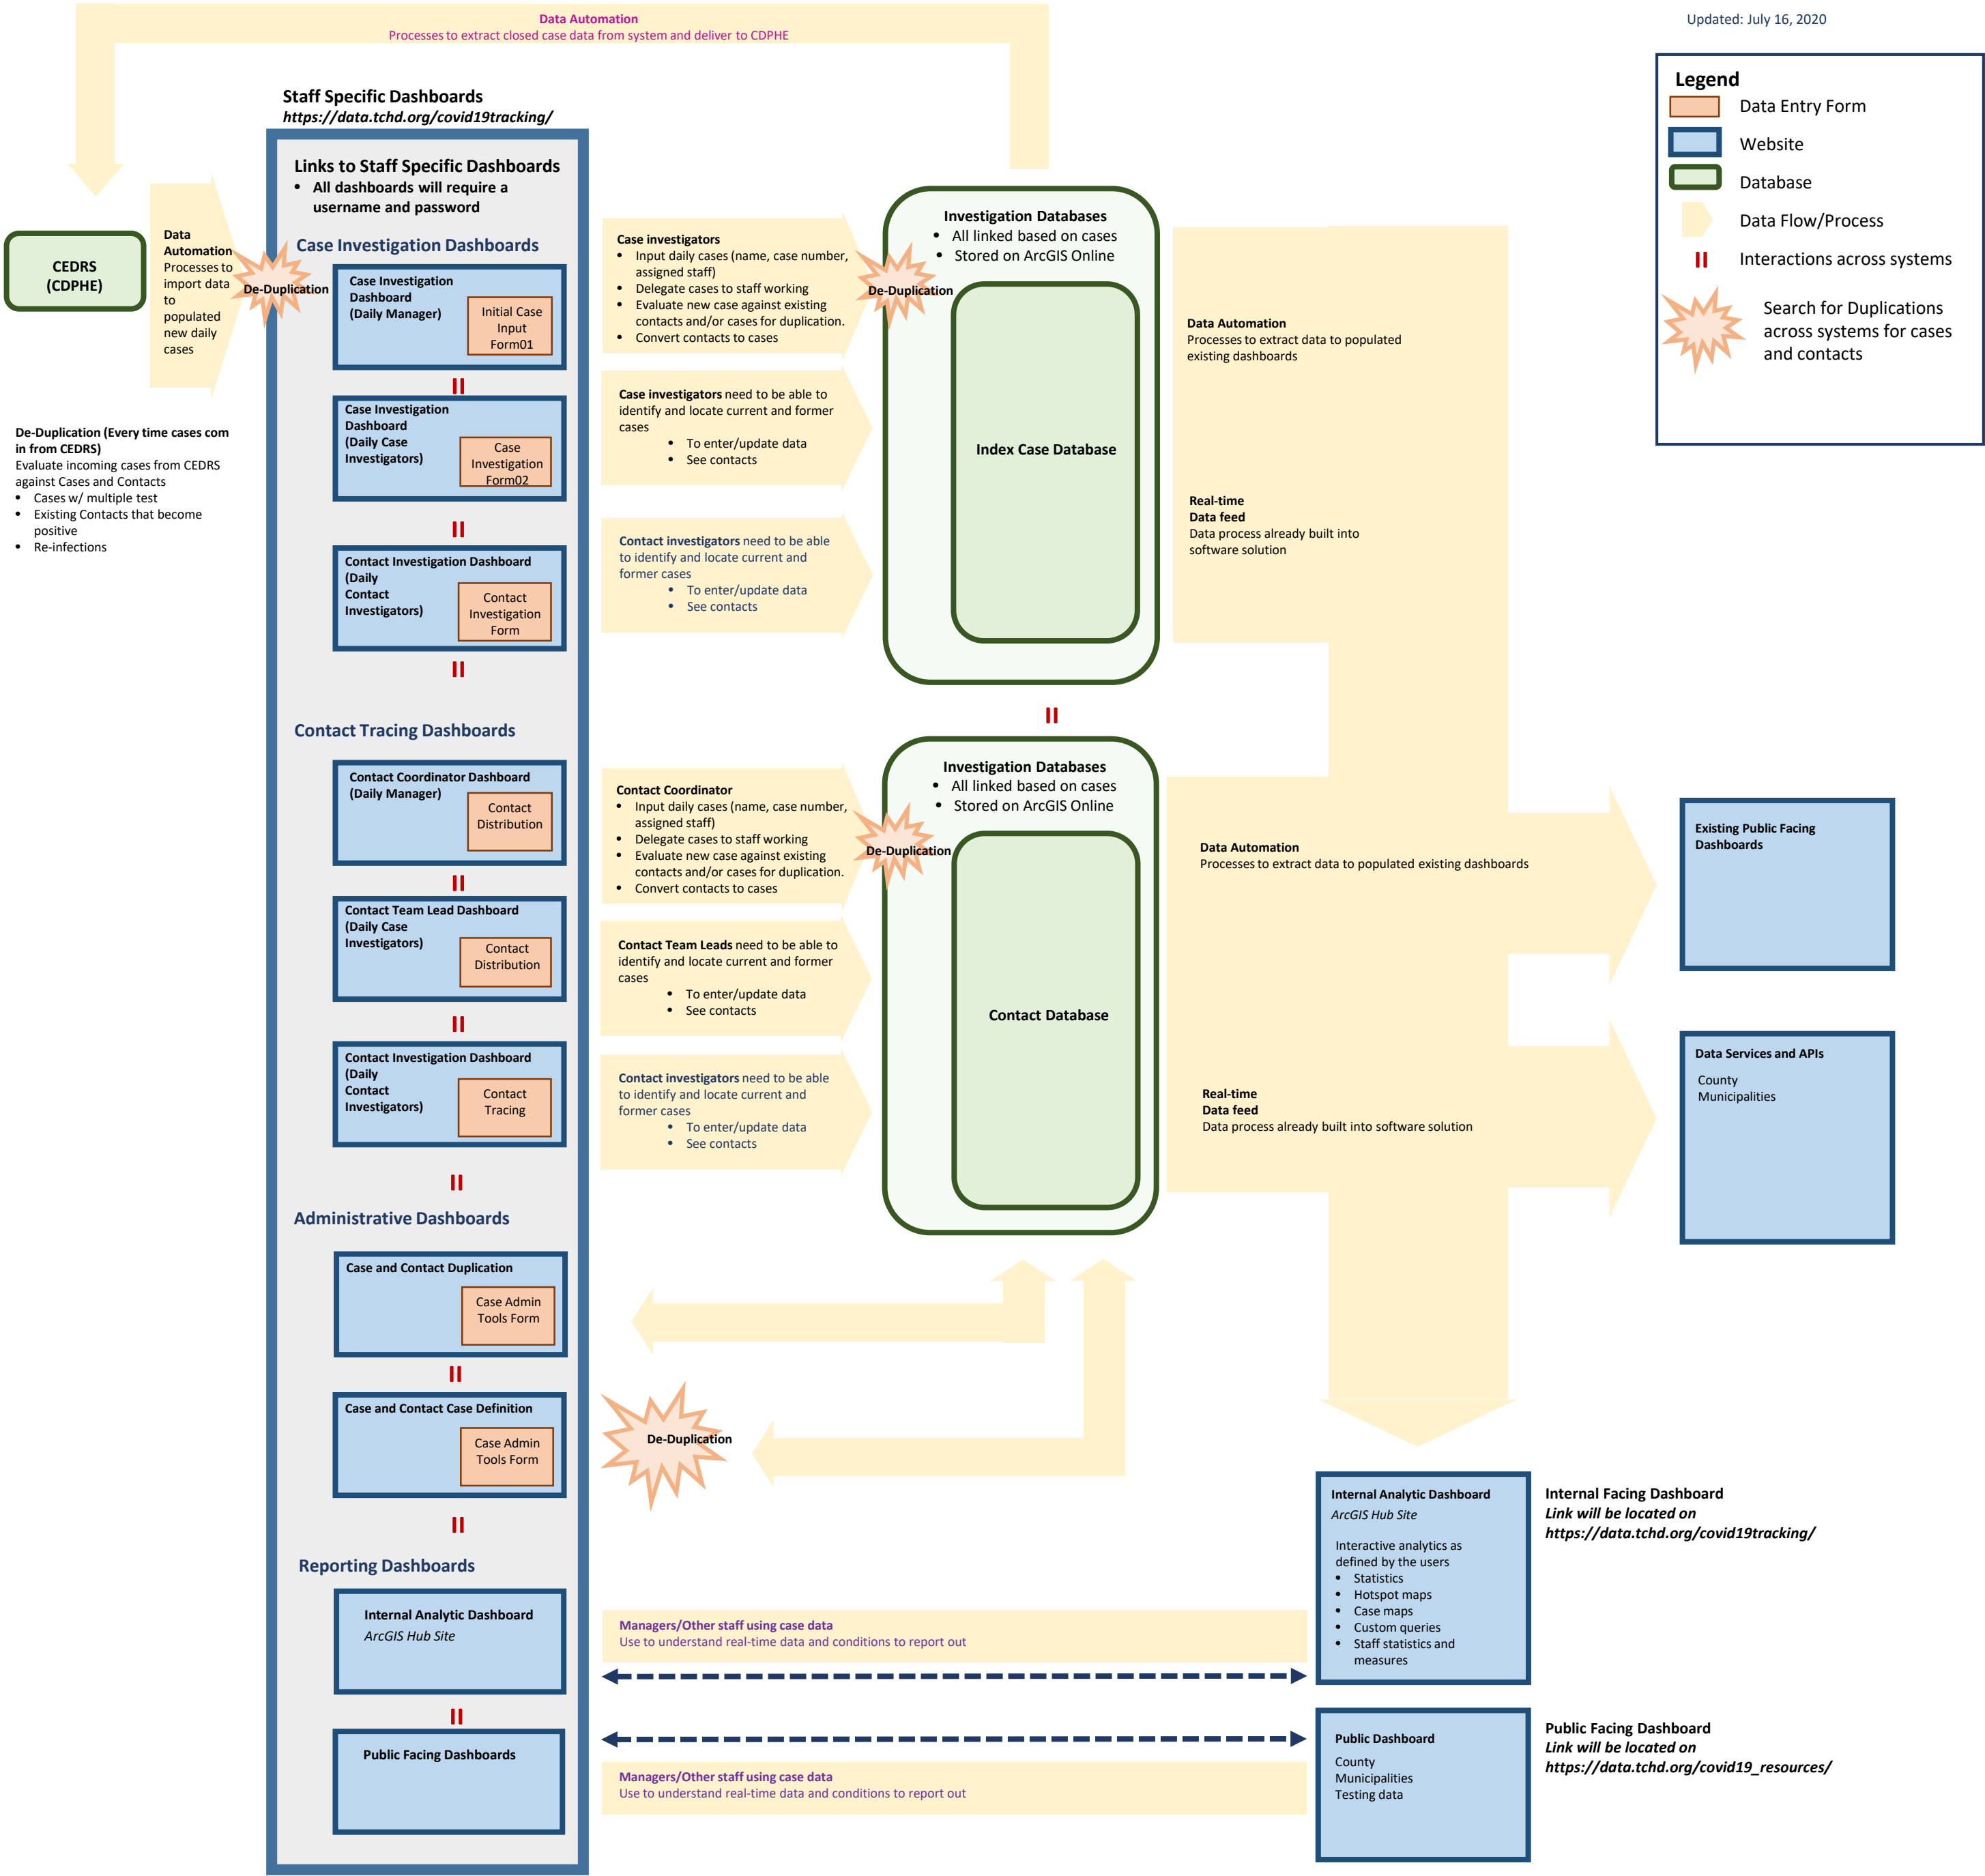 Data Automation
Processes to extract closed case data from system and deliver to CDPHE
Updated: July 16, 2020
Legend
Data Entry Form
Website
Database
Data Flow/Process
Interactions across systems
Search for Duplications
across systems for cases
and contacts
Staff Specific Dashboards
https://data.tchd.org/covid19tracking/
Links to Staff Specific Dashboards
• All dashboards will require a
username and password
CEDRS
(CDPHE)
Data
Automation
Processes to
import data
to
populated
new daily
cases
De-Duplication
De-Duplication (Every time cases com
in from CEDRS)
Evaluate incoming cases from CEDRS
against Cases and Contacts
• Cases w/ multiple test
• Existing Contacts that become
positive
• Re-infections
Case Investigation Dashboards
Case Investigation
Dashboard
(Daily Manager)
Initial Case
Input
Form01
Case Investigation
Dashboard
(Daily Case
Investigators)
Case
Investigation
Form02
Contact Investigation Dashboard
(Daily
Contact
Investigators)
Contact
Investigation
Form
Case investigators
• Input daily cases (name, case number,
assigned staff)
• Delegate cases to staff working
• Evaluate new case against existing
contacts and/or cases for duplication.
• Convert contacts to cases
Case investigators need to be able to
identify and locate current and former
cases
• To enter/update data
• See contacts
Contact investigators need to be able
to identify and locate current and
former cases
• To enter/update data
• See contacts
De-Duplication
Investigation Databases
• All linked based on cases
• Stored on ArcGIS Online
Index Case Database
Data Automation
Processes to extract data to populated
existing dashboards
Real-time
Data feed
Data process already built into
software solution
Contact Tracing Dashboards
Contact Coordinator Dashboard
(Daily Manager)
Contact
Distribution
Contact Team Lead Dashboard
(Daily Case
Investigators)
Contact
Distribution
Contact Investigation Dashboard
(Daily
Contact
Investigators)
Contact
Tracing
Contact Coordinator
• Input daily cases (name, case number,
assigned staff)
• Delegate cases to staff working
• Evaluate new case against existing
contacts and/or cases for duplication.
• Convert contacts to cases
Contact Team Leads need to be able to
identify and locate current and former
cases
• To enter/update data
• See contacts
Contact investigators need to be able
to identify and locate current and
former cases
• To enter/update data
• See contacts
De-Duplication
Investigation Databases
• All linked based on cases
• Stored on ArcGIS Online
Contact Database
Data Automation
Processes to extract data to populated existing dashboards
Real-time
Data feed
Data process already built into software solution
Existing Public Facing
Dashboards
Data Services and APIs
County
Municipalities
Administrative Dashboards
Case and Contact Duplication
Case Admin
Tools Form
Case and Contact Case Definition
Case Admin
Tools Form
De-Duplication
Reporting Dashboards
Internal Analytic Dashboard
ArcGIS Hub Site
Public Facing Dashboards
Managers/Other staff using case data
Use to understand real-time data and conditions to report out
Managers/Other staff using case data
Use to understand real-time data and conditions to report out
Internal Analytic Dashboard
ArcGIS Hub Site
Interactive analytics as
defined by the users
• Statistics
• Hotspot maps
• Case maps
• Custom queries
• Staff statistics and
measures
Internal Facing Dashboard
Link will be located on
https://data.tchd.org/covid19tracking/
Public Dashboard
County
Municipalities
Testing data
Public Facing Dashboard
Link will be located on
https://data.tchd.org/covid19_resources/